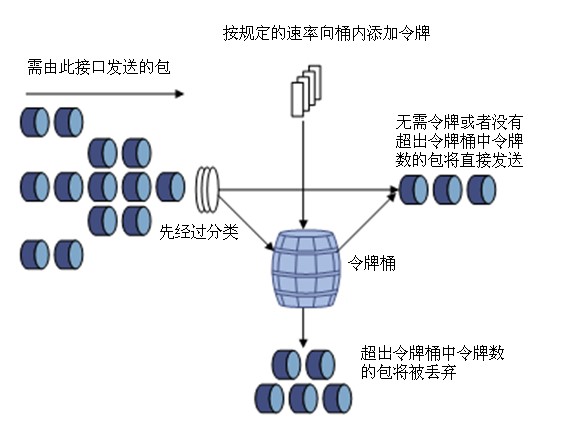 按规定的速率向桶内添加令牌
需由此接口发送的包
无需令牌或者没有
超出令牌桶中令牌
数的包将直接发送
先经过分类
令牌桶
超出令牌桶中令牌数
的包将被丢弃